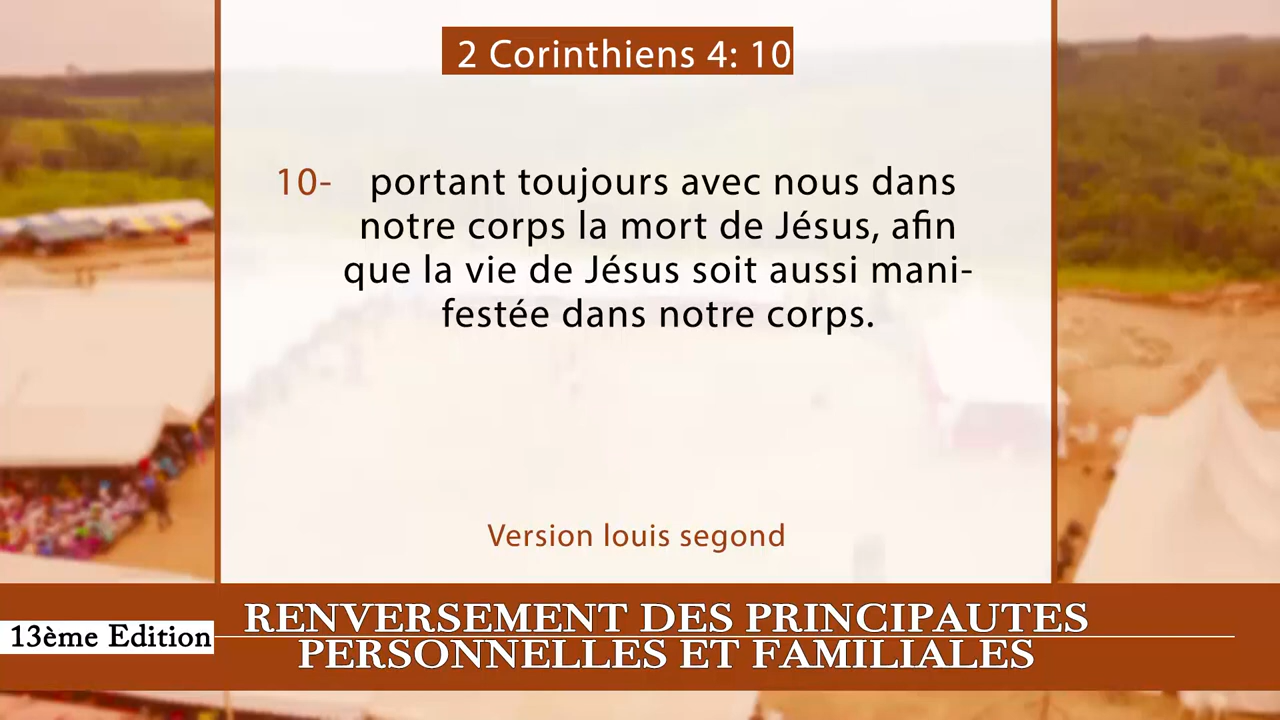 2 Corinthiens 4: 10
10- portant toujours avec nous dans
notre corps la mort de Jésus, afin
que la vie de Jésus soit aussi mani-
festée dans notre corps.
Version louis segond
13ème Edition
RENVERSEMENT DES PRINCIPAUTES
PERSONNELLES ET FAMILIALES